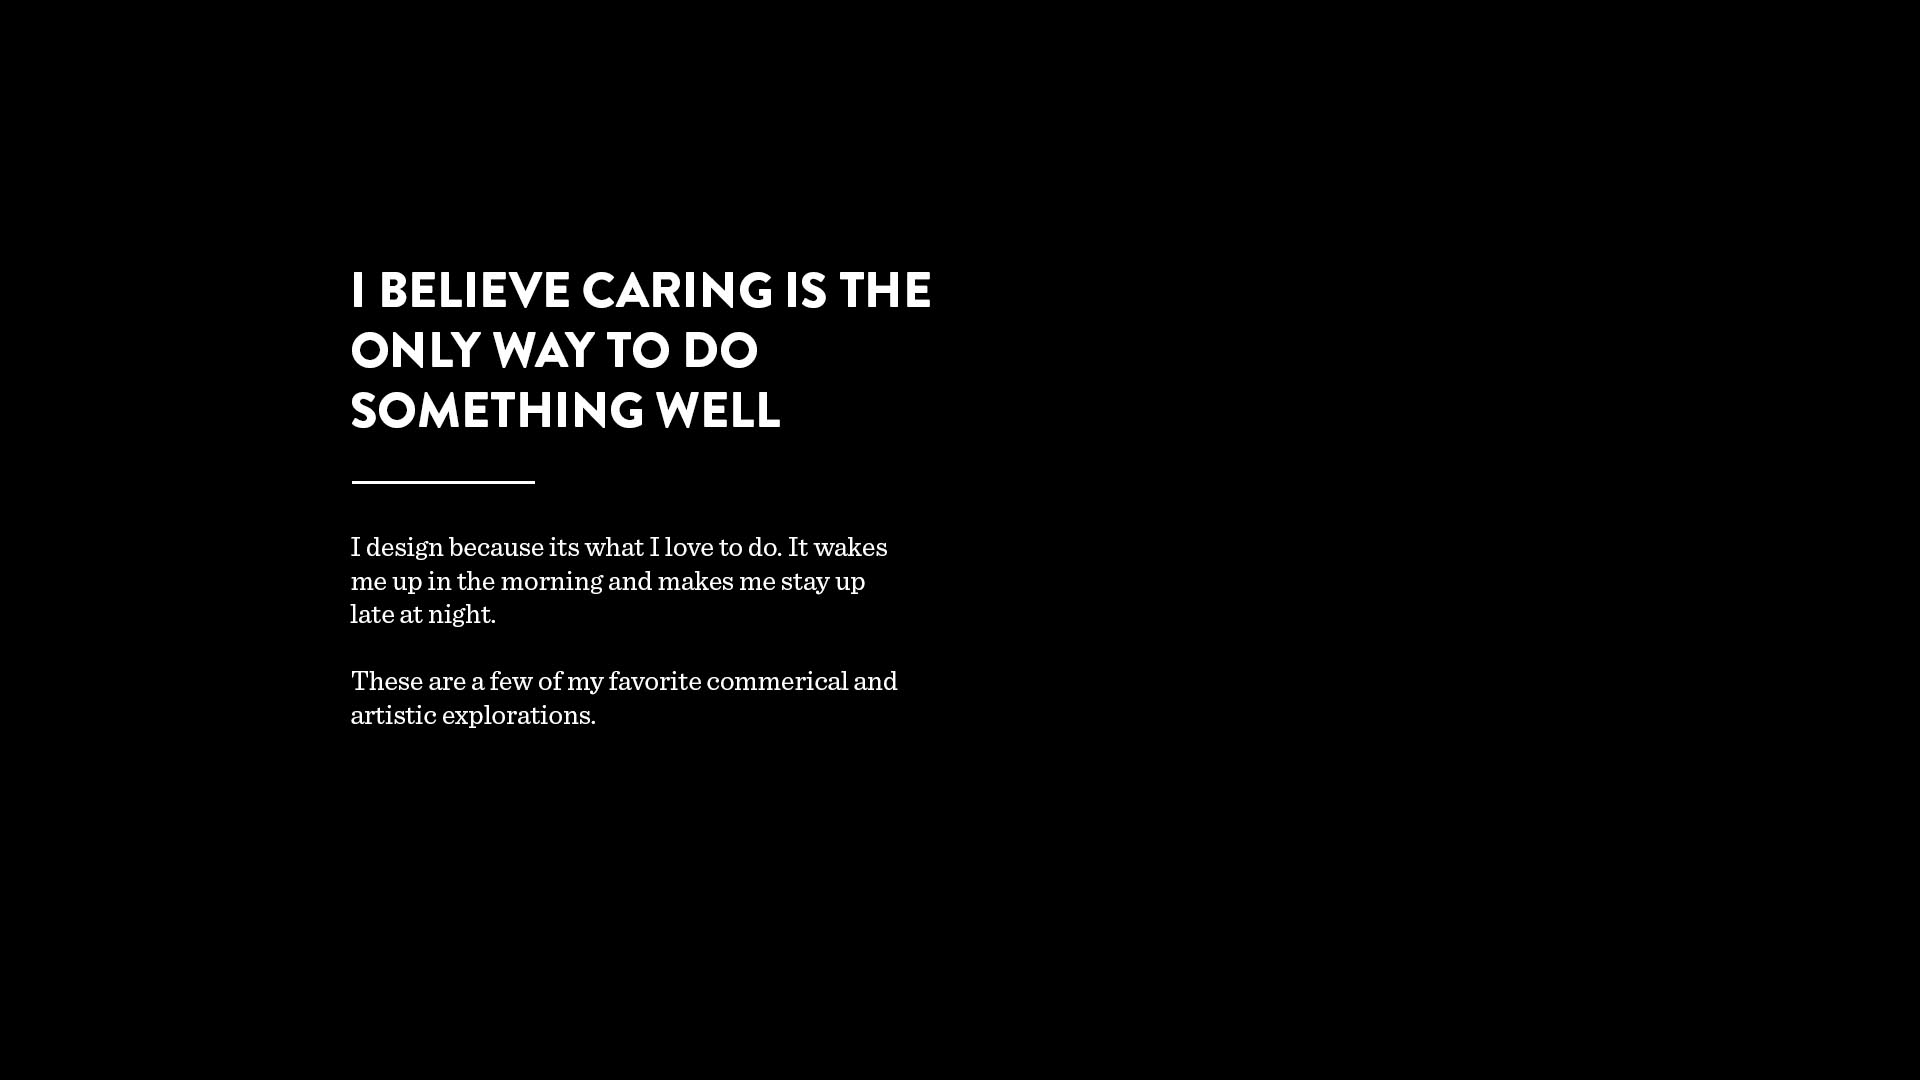 I BELIEVE CARING IS THE
ONLY WAY TO DO
SOMETHING WELL
I design because its what I love to do. It wakes
me up in the morning and makes me stay up
late at night.
These are a few of my favorite commerical and
artistic explorations.